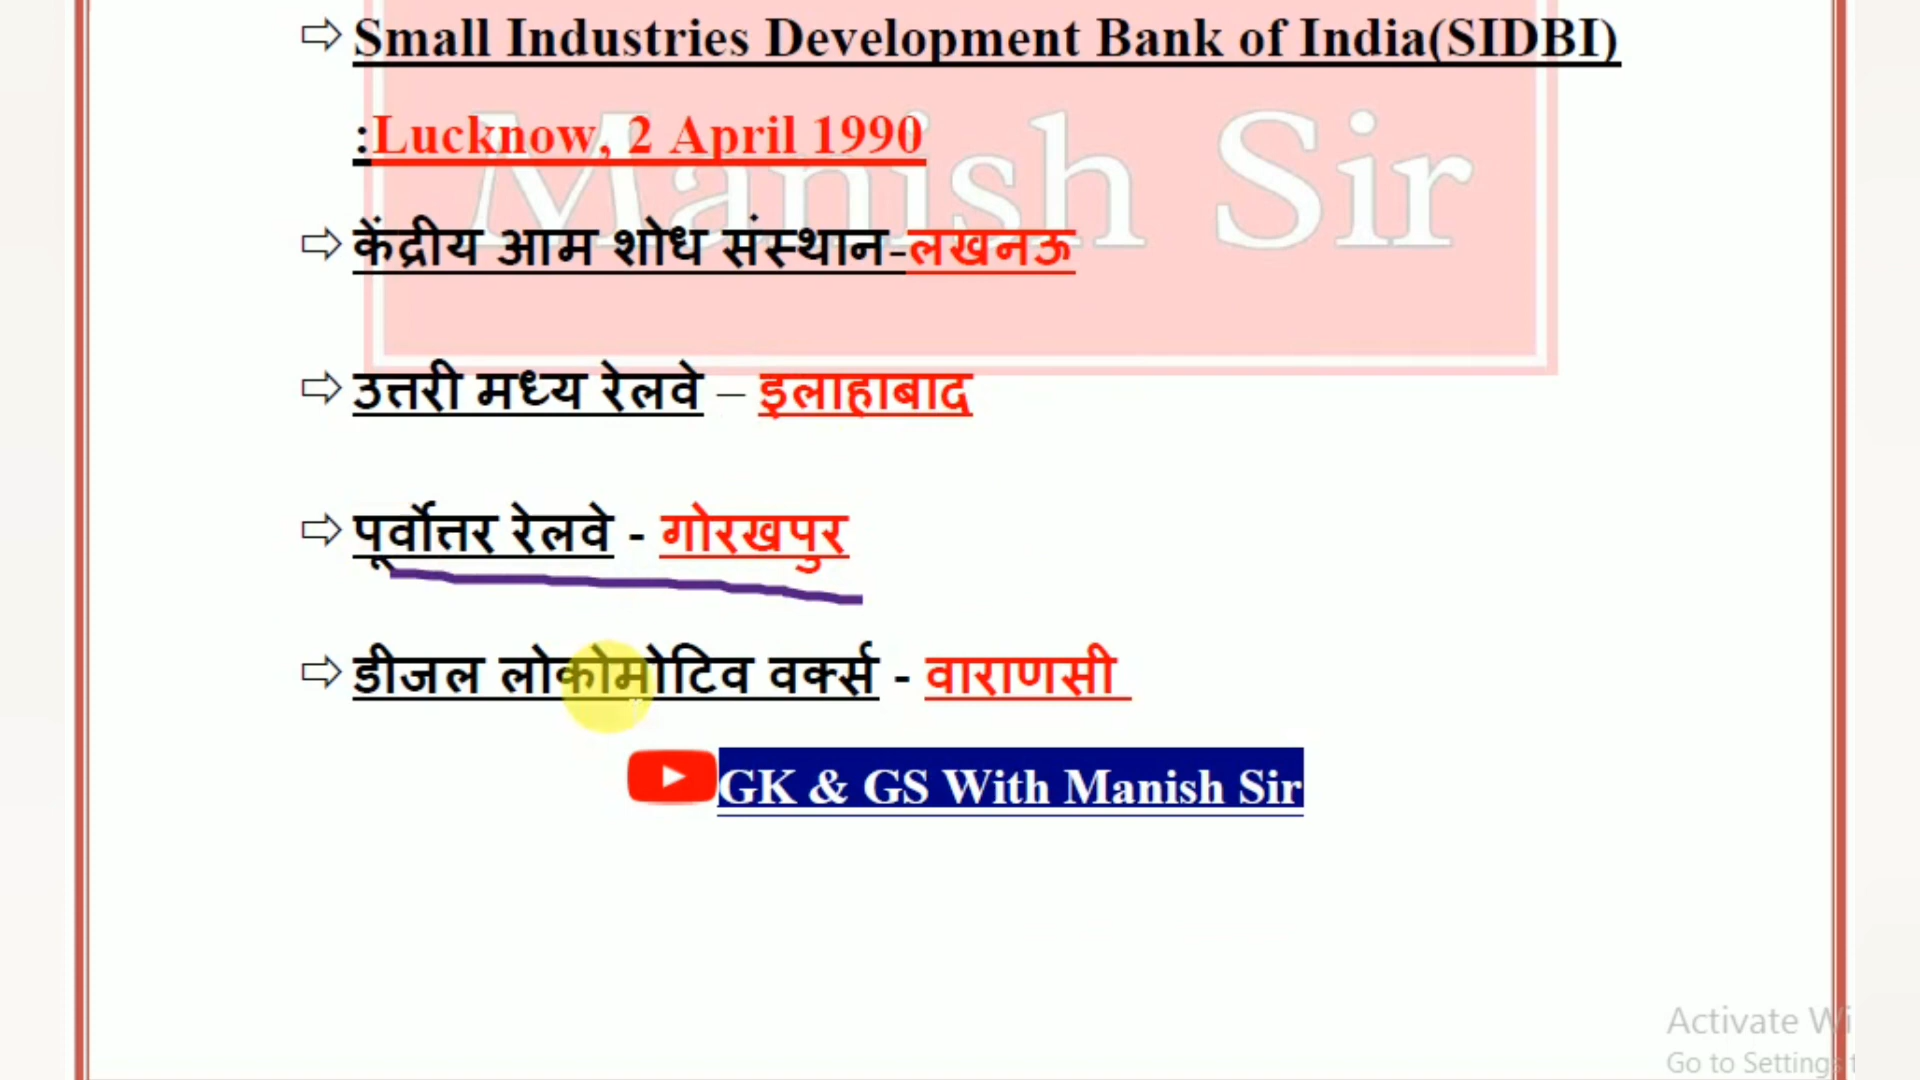 ⇨Small Industries Development Bank of India(SIDBI)
:Lucknow, 2 April 1990
Manish Sir
⇨केंद्रीय आम शोध संस्थान-लखनऊ
⇨उत्तरी मध्य रेलवे – इलाहाबाद
⇨पूर्वोत्तर रेलवे - गोरखपुर
⇨डीजल लोकोमोटिव वर्क्स - वाराणसी
GK & GS With Manish Sir
Activate Wi
Go to Settings t